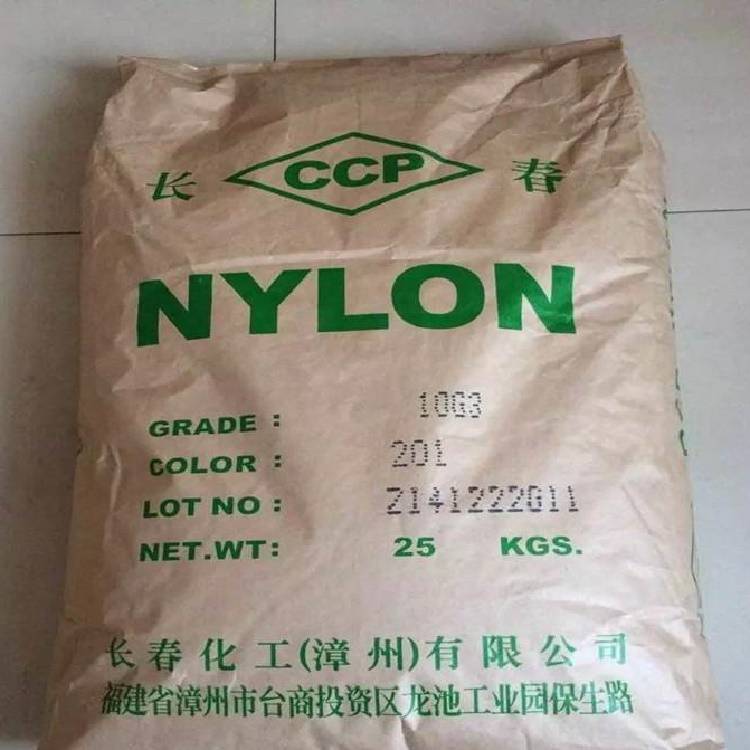 长 CCP 春
NYLON
GRADE : 10G3
COLOR : 201
LOT NO : Z141222G11
NET.WT: 25 KGS.
长春化工(漳州)有限公司
福建省漳州市台商投资区龙池工业园保生路